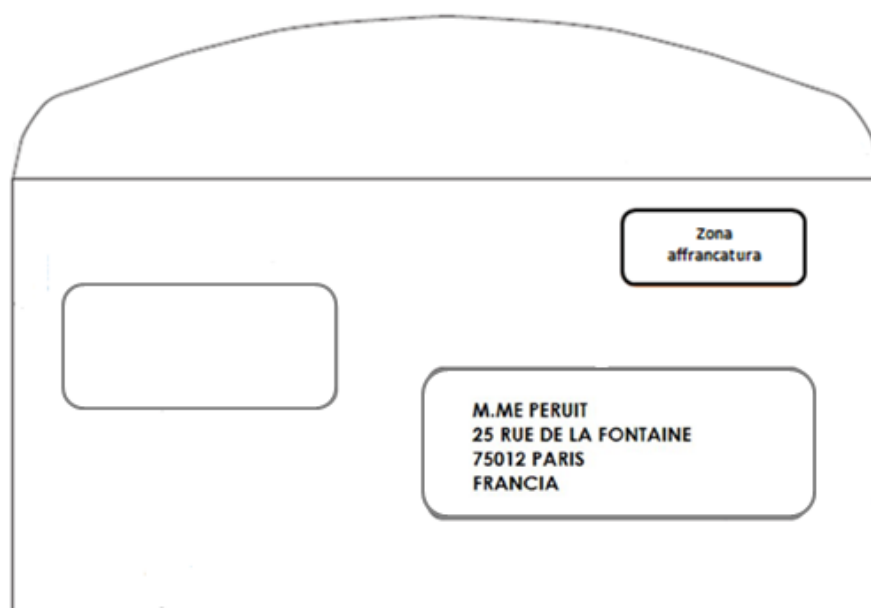 Zona
affrancatura
M.ME PERUIT
25 RUE DE LA FONTAINE
75012 PARIS
FRANCIA